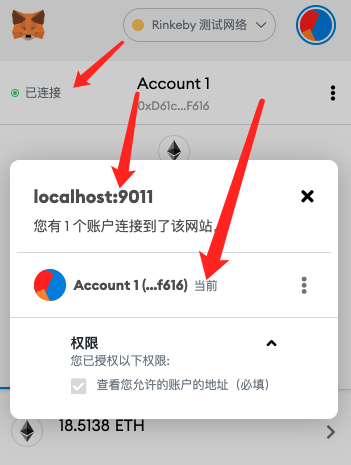 Rinkeby 测试网络
已连接
Account 1
0xD61c...F616
localhost:9011
您有 1 个账户连接到了该网站。
Account 1 (...f616) 当前
权限
您已授权以下权限:
查看您允许的账户的地址（必填）
18.5138 ETH